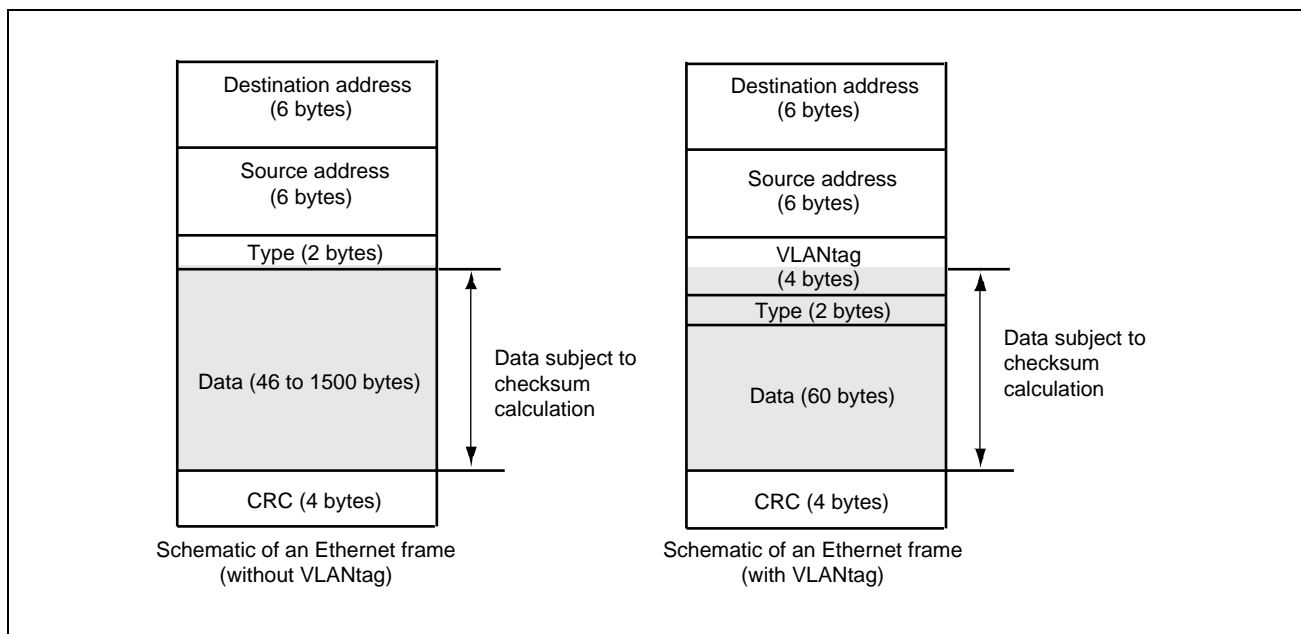 Destination address
(6 bytes)
Source address
(6 bytes)
Type (2 bytes)
Data (46 to 1500 bytes)
CRC (4 bytes)
Data subject to
checksum
calculation
Schematic of an Ethernet frame
(without VLANtag)
Destination address
(6 bytes)
Source address
(6 bytes)
VLANtag
(4 bytes)
Type (2 bytes)
Data (60 bytes)
CRC (4 bytes)
Data subject to
checksum
calculation
Schematic of an Ethernet frame
(with VLANtag)